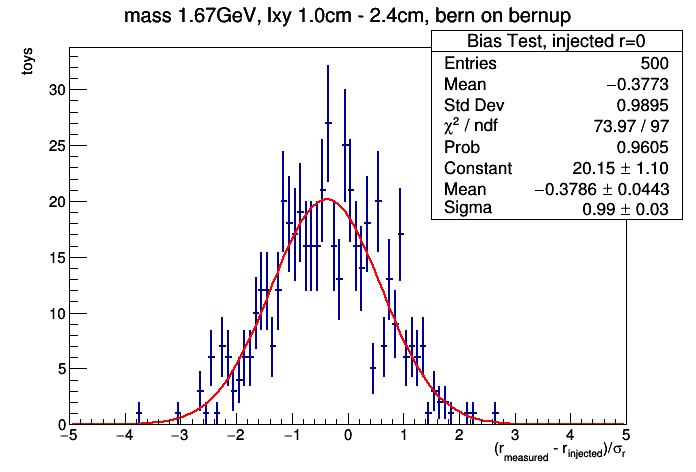 mass 1.67GeV, lxy 1.0cm - 2.4cm, bern on bernup
toys
Bias Test, injected r=0
Entries 500
Mean −0.3773
Std Dev 0.9895
χ² / ndf 73.97 / 97
Prob 0.9605
Constant 20.15 ± 1.10
Mean −0.3786 ± 0.0443
Sigma 0.99 ± 0.03
30
25
20
15
10
5
0
−5 −4 −3 −2 −1 0 1 2 3 4 5
(r_measured - r_injected)/σ_r